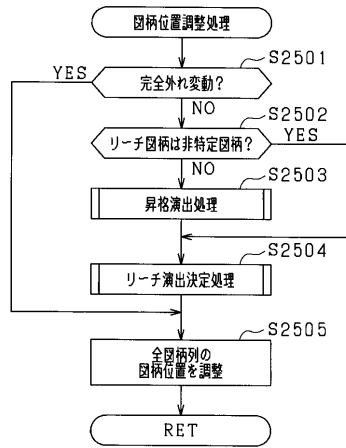 図柄位置調整処理
S2501
YES
完全外れ変動？
NO
S2502
リーチ図柄は非特定図柄？
YES
NO
S2503
昇格演出処理
S2504
リーチ演出決定処理
S2505
全図柄列の
図柄位置を調整
RET